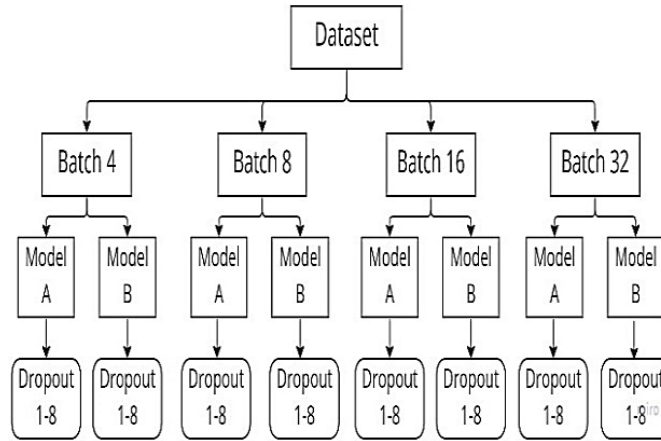 Dataset
Batch 4
Batch 8
Batch 16
Batch 32
Model
A
Model
B
Model
A
Model
B
Model
A
Model
B
Model
A
Model
B
Dropout
1-8
Dropout
1-8
Dropout
1-8
Dropout
1-8
Dropout
1-8
Dropout
1-8
Dropout
1-8
Dropout
1-8